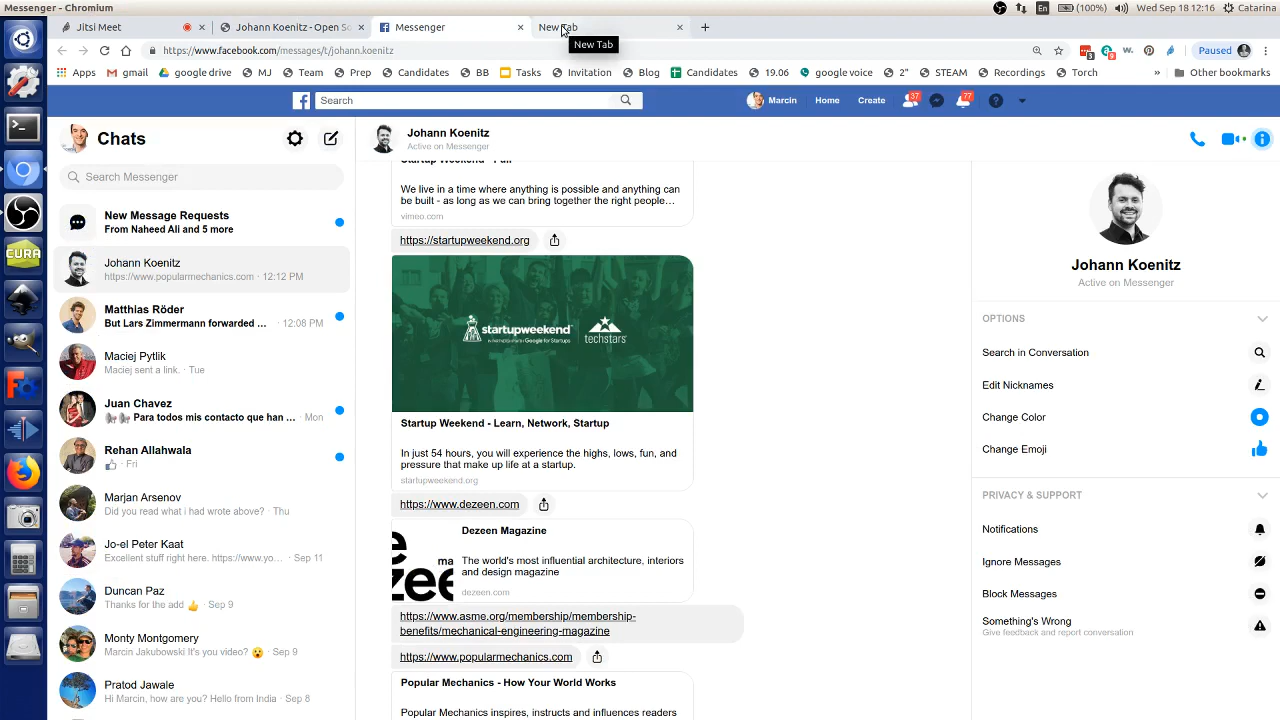 Messenger - Chromium
En
(100%)
Wed Sep 18 12:16
Catarina
Jitsi Meet
Johann Koenitz - Open So
Messenger
New Tab
New Tab
https://www.facebook.com/messages/t/johann.koenitz
Paused
Apps
gmail
google drive
MJ
Team
Prep
Candidates
BB
Tasks
Invitation
Blog
Candidates
19.06
google voice
2"
STEAM
Recordings
Torch
»
Other bookmarks
Search
Marcin
Home
Create
37
77
Chats
Search Messenger
New Message Requests
From Naheed Ali and 5 more
Johann Koenitz
https://www.popularmechanics.com · 12:12 PM
Matthias Röder
But Lars Zimmermann forwarded ... · 12:08 PM
Maciej Pytlik
Maciej sent a link. · Tue
Juan Chavez
Para todos mis contacto que han ... · Mon
Rehan Allahwala
· Fri
Marjan Arsenov
Did you read what i had wrote above? · Thu
Jo-el Peter Kaat
Excellent stuff right here. https://www.yo... · Sep 11
Duncan Paz
Thanks for the add 👍 · Sep 9
Monty Montgomery
Marcin Jakubowski It's you? video? 😮 · Sep 9
Pratod Jawale
Hi Marcin, how are you? Hello from India · Sep 8
Johann Koenitz
Active on Messenger
Startup Weekend - Full
We live in a time where anything is possible and anything can
be built - as long as we can bring together the right people...
vimeo.com
https://startupweekend.org
startupweekend
techstars
Startup Weekend - Learn, Network, Startup
In just 54 hours, you will experience the highs, lows, fun, and
pressure that make up life at a startup.
startupweekend.org
https://www.dezeen.com
Dezeen Magazine
The world's most influential architecture, interiors
and design magazine
dezeen.com
https://www.asme.org/membership/membership-
benefits/mechanical-engineering-magazine
https://www.popularmechanics.com
Popular Mechanics - How Your World Works
Popular Mechanics inspires, instructs and influences readers
Johann Koenitz
Active on Messenger
OPTIONS
Search in Conversation
Edit Nicknames
Change Color
Change Emoji
PRIVACY & SUPPORT
Notifications
Ignore Messages
Block Messages
Something's Wrong
Give feedback and report conversation
CURA